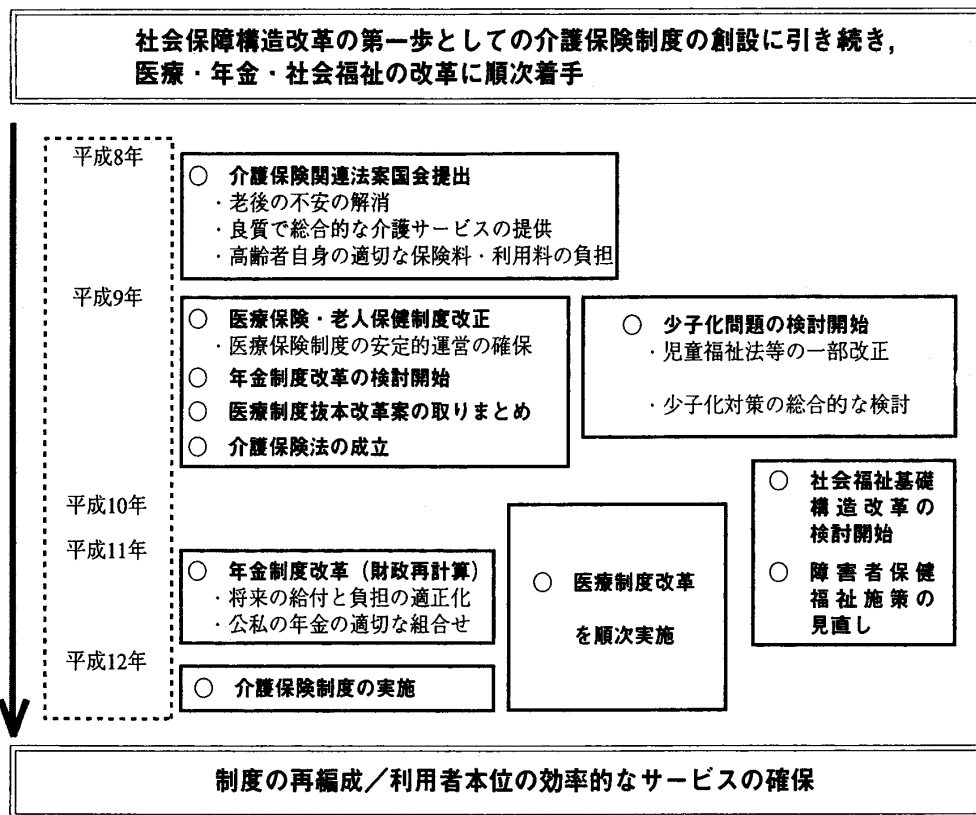 社会保障構造改革の第一歩としての介護保険制度の創設に引き続き,
医療・年金・社会福祉の改革に順次着手
平成8年
○ 介護保険関連法案国会提出
・老後の不安の解消
・良質で総合的な介護サービスの提供
・高齢者自身の適切な保険料・利用料の負担
平成9年
○ 医療保険・老人保健制度改正
・医療保険制度の安定的運営の確保
○ 年金制度改革の検討開始
○ 医療制度抜本改革案の取りまとめ
○ 介護保険法の成立
○ 少子化問題の検討開始
・児童福祉法等の一部改正
・少子化対策の総合的な検討
平成10年
○ 社会福祉基礎
構造改革の
検討開始
○ 障害者保健
福祉施策の
見直し
平成11年
○ 年金制度改革（財政再計算）
・将来の給付と負担の適正化
・公私の年金の適切な組合せ
○ 医療制度改革
を順次実施
平成12年
○ 介護保険制度の実施
制度の再編成／利用者本位の効率的なサービスの確保